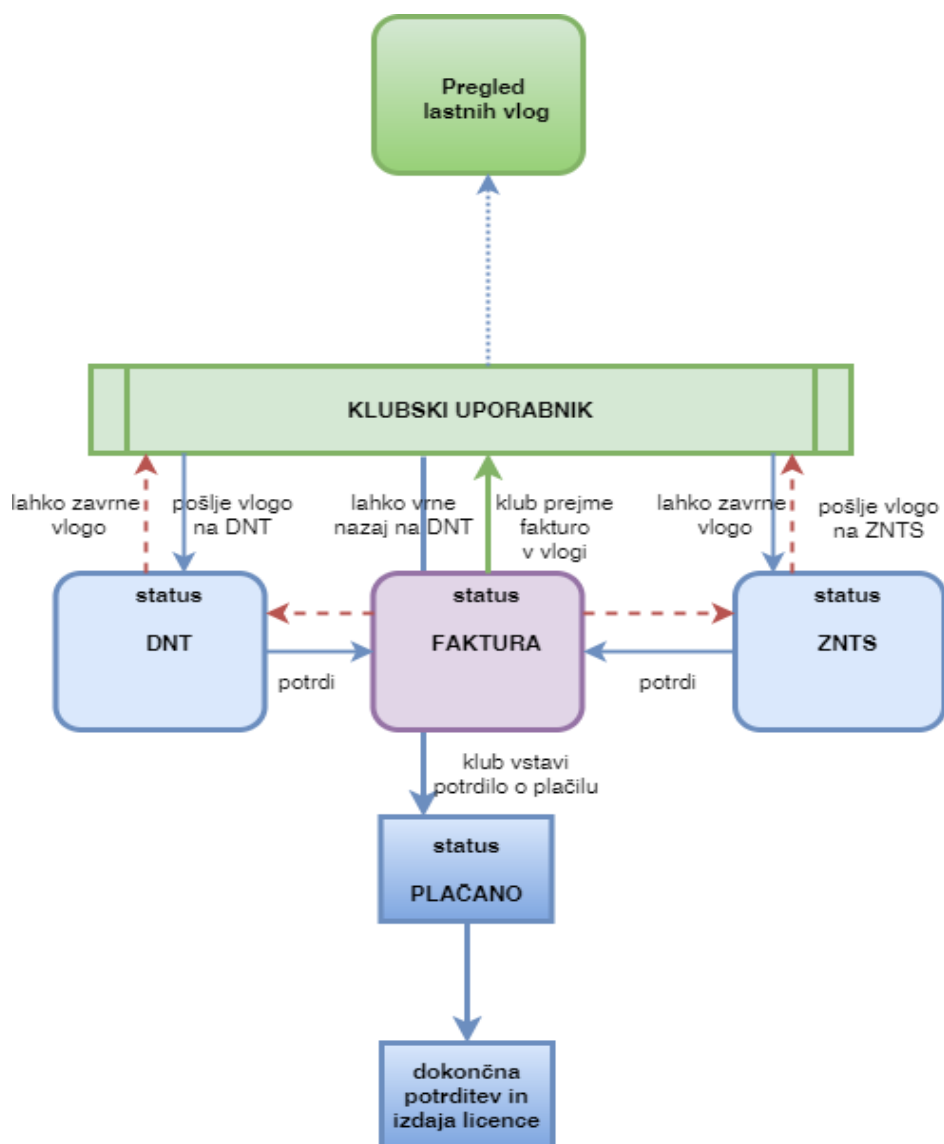 Pregled
lastnih vlog
KLUBSKI UPORABNIK
lahko zavrne
vlogo
pošlje vlogo
na DNT
lahko vrne
nazaj na DNT
klub prejme
fakturo
v vlogi
lahko zavrne
vlogo
pošlje vlogo
na ZNTS
status
DNT
status
FAKTURA
status
ZNTS
potrdi
potrdi
klub vstavi
potrdilo o plačilu
status
PLAČANO
dokončna
potrditev in
izdaja licence